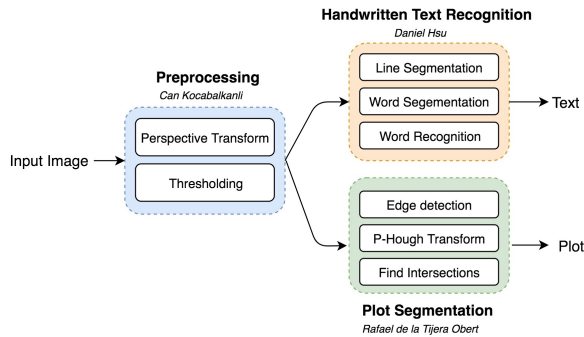 Handwritten Text Recognition
Daniel Hsu
Line Segmentation
Word Segementation
Word Recognition
Text
Preprocessing
Can Kocabalkanli
Perspective Transform
Thresholding
Input Image
Edge detection
P-Hough Transform
Find Intersections
Plot
Plot Segmentation
Rafael de la Tijera Obert